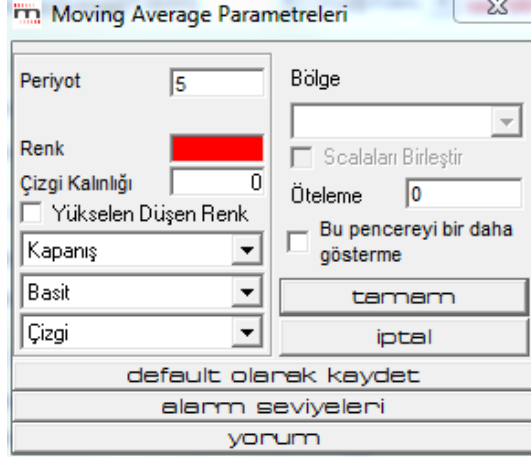 Moving Average Parametreleri
Periyot
5
Renk
Çizgi Kalınlığı
0
Yükselen Düşen Renk
Kapanış
Basit
Çizgi
Bölge
Scalaları Birleştir
Öteleme
0
Bu pencereyi bir daha
gösterme
tamam
iptal
default olarak kaydet
alarm seviyeleri
yorum